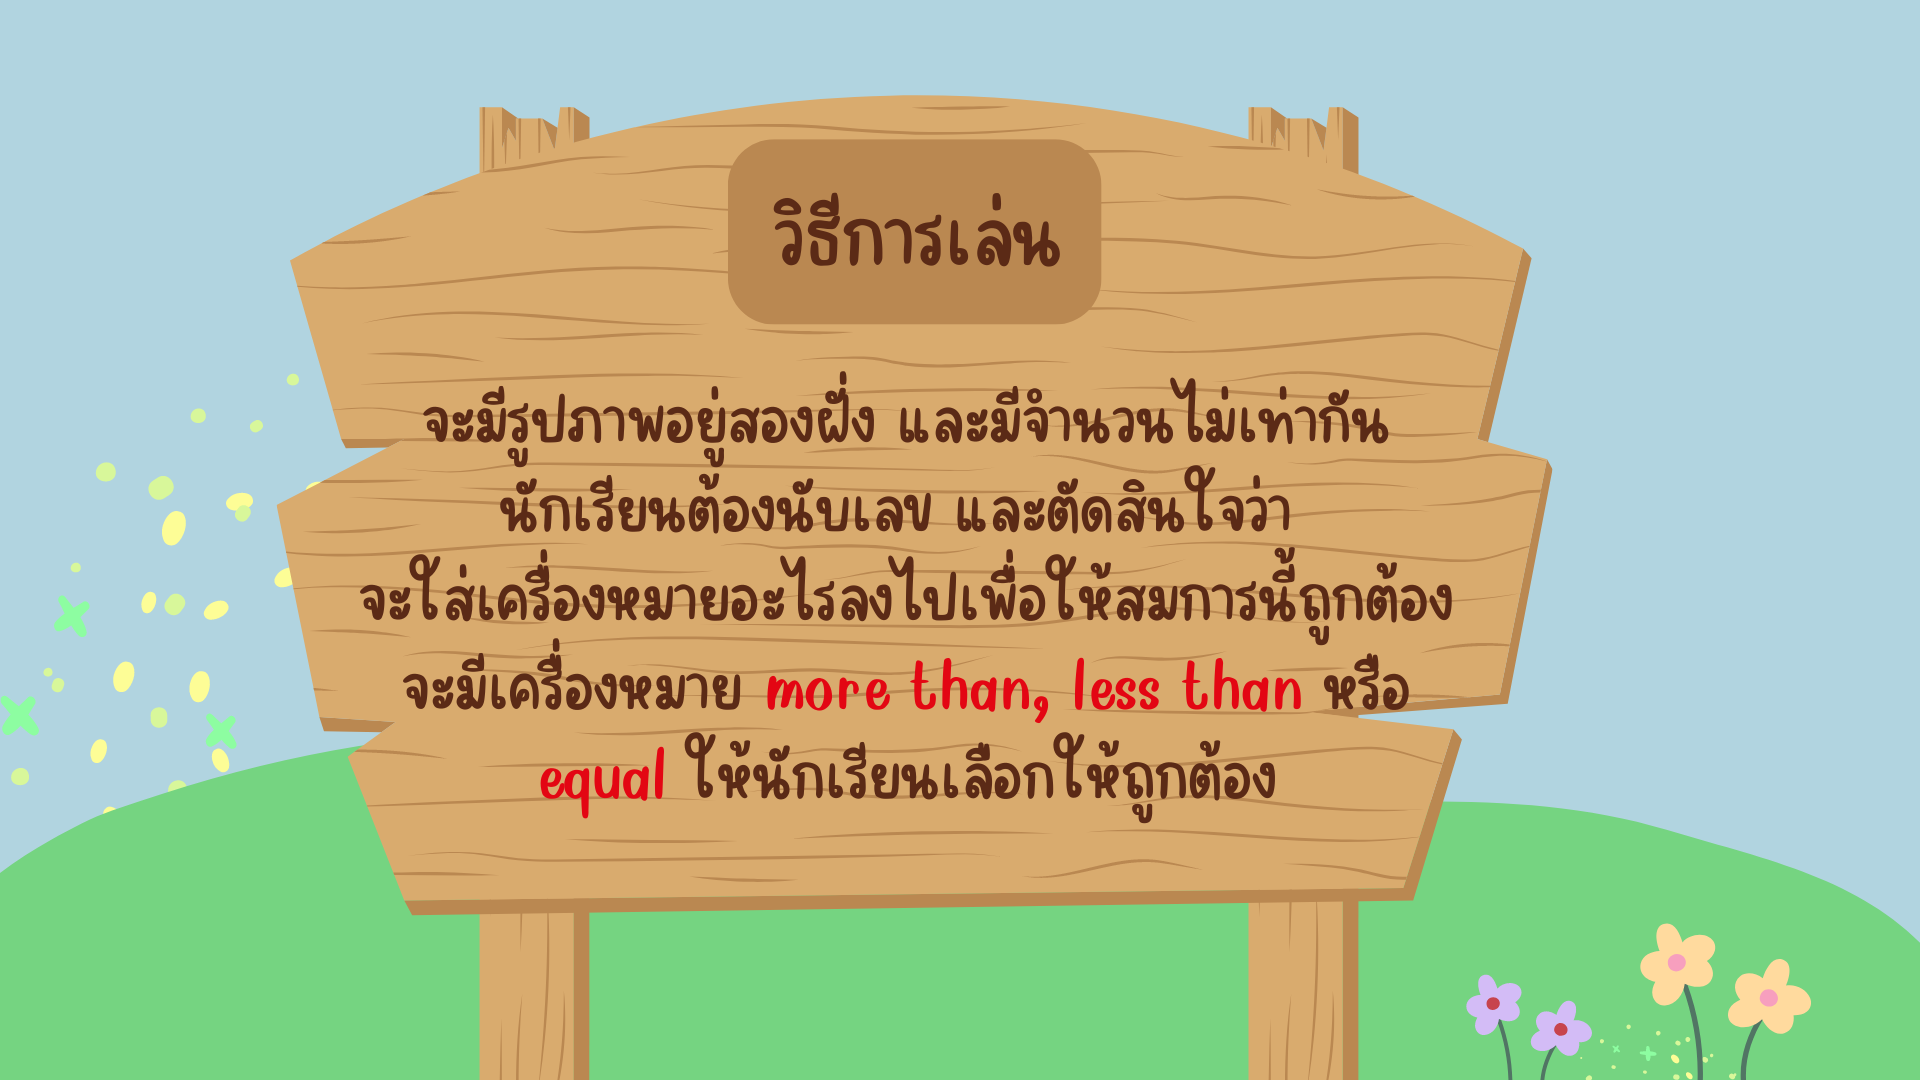 วิธีการเล่น
จะมีรูปภาพอยู่สองฝั่ง และมีจำนวนไม่เท่ากัน
นักเรียนต้องนับเลข และตัดสินใจว่า
จะใส่เครื่องหมายอะไรลงไปเพื่อให้สมการนี้ถูกต้อง
จะมีเครื่องหมาย more than, less than หรือ
equal ให้นักเรียนเลือกให้ถูกต้อง